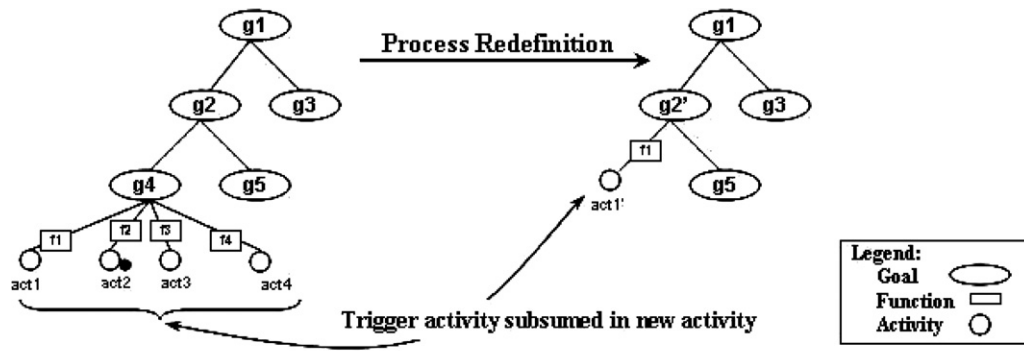 g1
Process Redefinition
g1
g2
g3
g2’
g3
f1
g4
g5
act1'
g5
f1
f2
f3
f4
act1
act2
act3
act4
Trigger activity subsumed in new activity
Legend:
Goal
Function
Activity